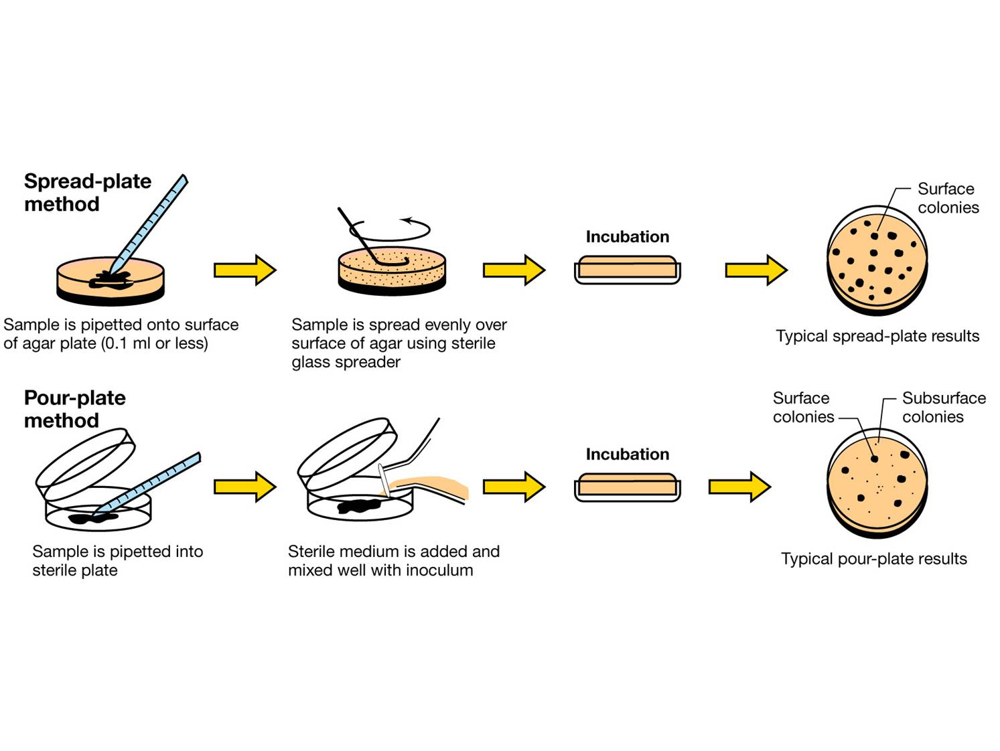 Spread-plate
method
Surface
colonies
Incubation
Sample is pipetted onto surface
of agar plate (0.1 ml or less)
Sample is spread evenly over
surface of agar using sterile
glass spreader
Typical spread-plate results
Pour-plate
method
Surface
colonies
Subsurface
colonies
Incubation
Sample is pipetted into
sterile plate
Sterile medium is added and
mixed well with inoculum
Typical pour-plate results